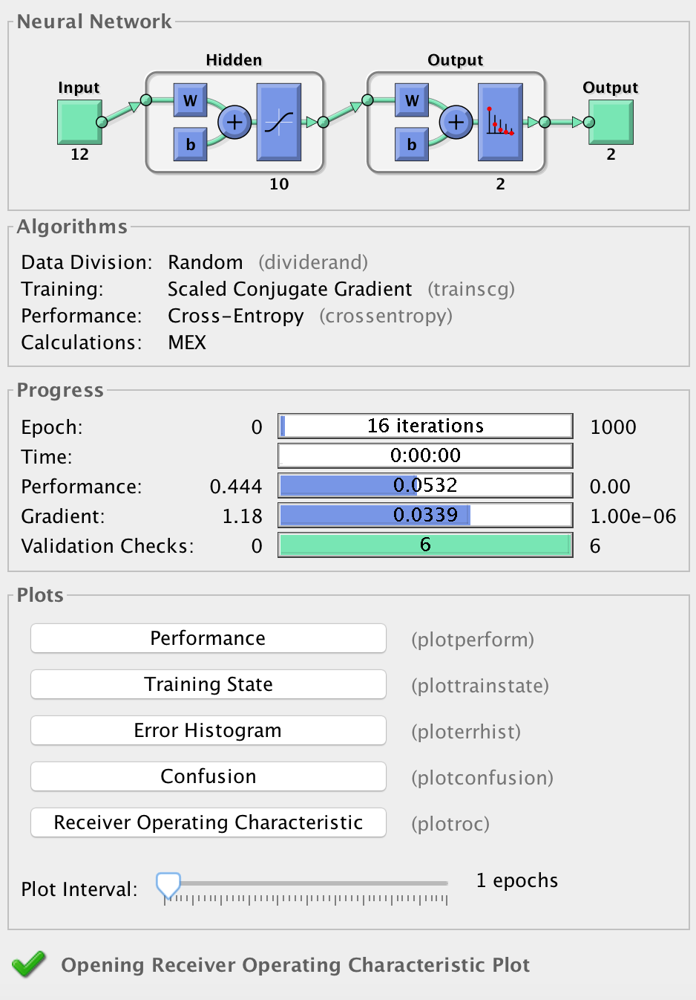 Neural Network
Hidden
Output
Input
Output
W
W
+
+
b
b
12
2
10
2
Algorithms
Data Division: Random (dividerand)
Training: Scaled Conjugate Gradient (trainscg)
Performance: Cross-Entropy (crossentropy)
Calculations: MEX
Progress
Epoch: 0 16 iterations 1000
Time: 0:00:00
Performance: 0.444 0.0532 0.00
Gradient: 1.18 0.0339 1.00e-06
Validation Checks: 0 6 6
Plots
Performance (plotperform)
Training State (plottrainstate)
Error Histogram (ploterrhist)
Confusion (plotconfusion)
Receiver Operating Characteristic (plotroc)
Plot Interval: 1 epochs
Opening Receiver Operating Characteristic Plot